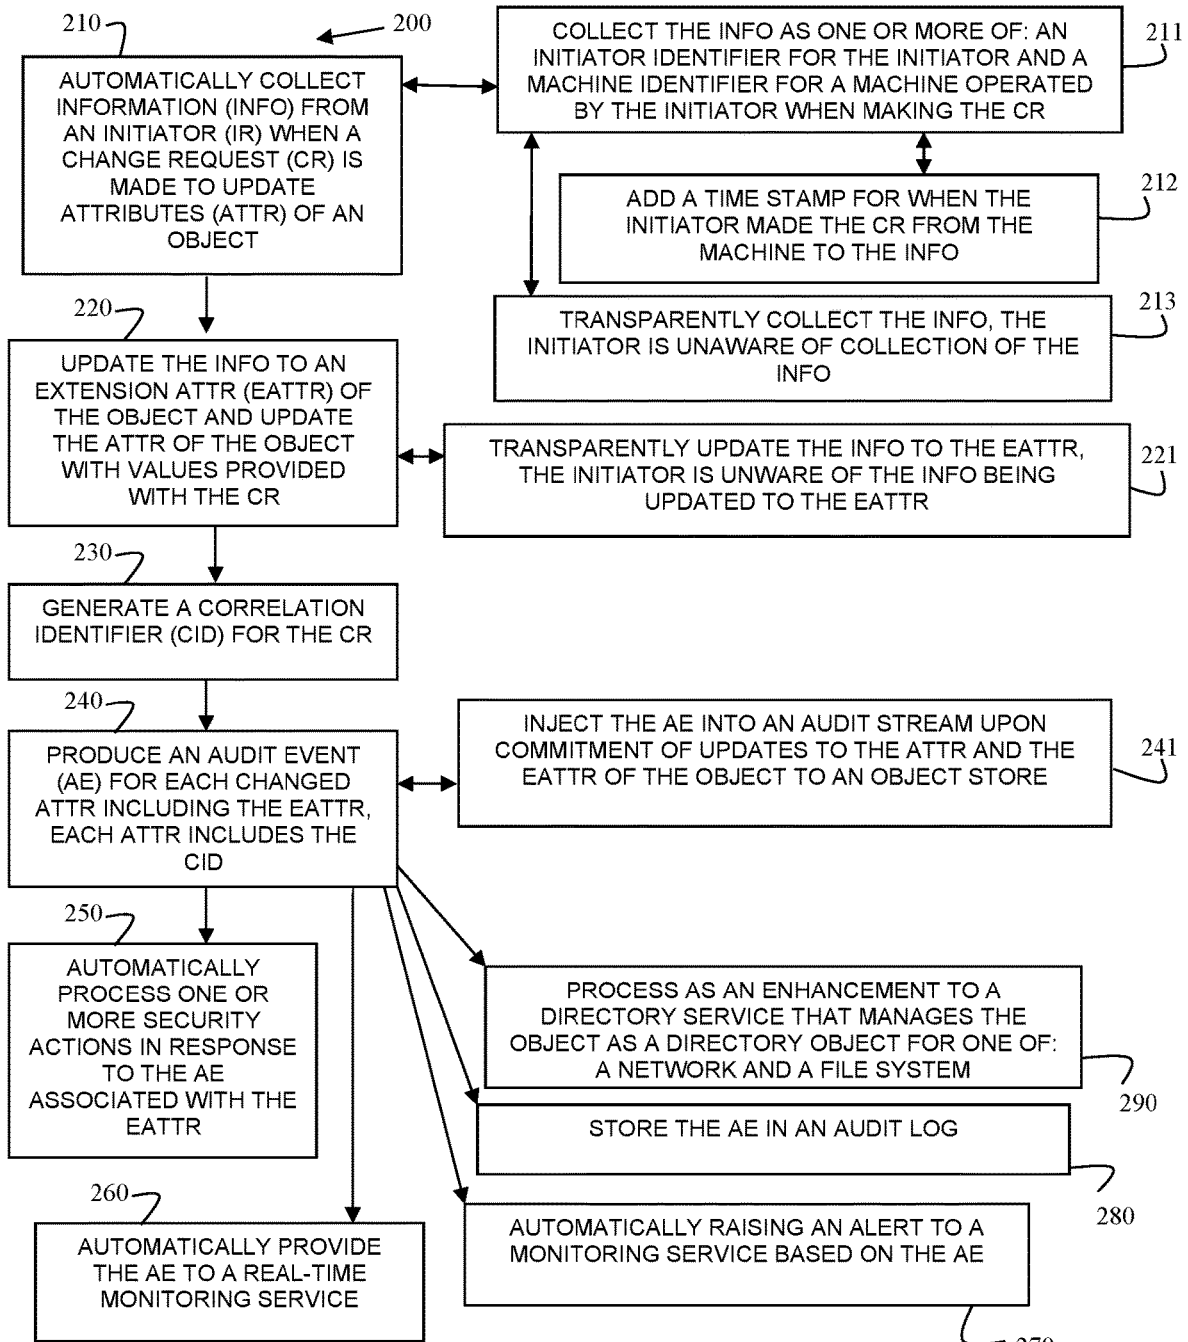 210
200
AUTOMATICALLY COLLECT
INFORMATION (INFO) FROM
AN INITIATOR (IR) WHEN A
CHANGE REQUEST (CR) IS
MADE TO UPDATE
ATTRIBUTES (ATTR) OF AN
OBJECT
COLLECT THE INFO AS ONE OR MORE OF: AN
INITIATOR IDENTIFIER FOR THE INITIATOR AND A
MACHINE IDENTIFIER FOR A MACHINE OPERATED
BY THE INITIATOR WHEN MAKING THE CR
211
ADD A TIME STAMP FOR WHEN THE
INITIATOR MADE THE CR FROM THE
MACHINE TO THE INFO
212
TRANSPARENTLY COLLECT THE INFO, THE
INITIATOR IS UNAWARE OF COLLECTION OF THE
INFO
213
220
UPDATE THE INFO TO AN
EXTENSION ATTR (EATTR) OF
THE OBJECT AND UPDATE
THE ATTR OF THE OBJECT
WITH VALUES PROVIDED
WITH THE CR
TRANSPARENTLY UPDATE THE INFO TO THE EATTR,
THE INITIATOR IS UNWARE OF THE INFO BEING
UPDATED TO THE EATTR
221
230
GENERATE A CORRELATION
IDENTIFIER (CID) FOR THE CR
240
PRODUCE AN AUDIT EVENT
(AE) FOR EACH CHANGED
ATTR INCLUDING THE EATTR,
EACH ATTR INCLUDES THE
CID
INJECT THE AE INTO AN AUDIT STREAM UPON
COMMITMENT OF UPDATES TO THE ATTR AND THE
EATTR OF THE OBJECT TO AN OBJECT STORE
241
250
AUTOMATICALLY
PROCESS ONE OR
MORE SECURITY
ACTIONS IN RESPONSE
TO THE AE
ASSOCIATED WITH THE
EATTR
PROCESS AS AN ENHANCEMENT TO A
DIRECTORY SERVICE THAT MANAGES THE
OBJECT AS A DIRECTORY OBJECT FOR ONE OF:
A NETWORK AND A FILE SYSTEM
290
STORE THE AE IN AN AUDIT LOG
280
260
AUTOMATICALLY PROVIDE
THE AE TO A REAL-TIME
MONITORING SERVICE
AUTOMATICALLY RAISING AN ALERT TO A
MONITORING SERVICE BASED ON THE AE
270